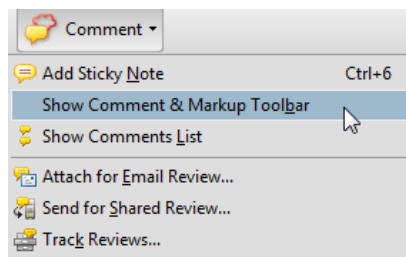 Comment
Add Sticky Note Ctrl+6
Show Comment & Markup Toolbar
Show Comments List
Attach for Email Review...
Send for Shared Review...
Track Reviews...